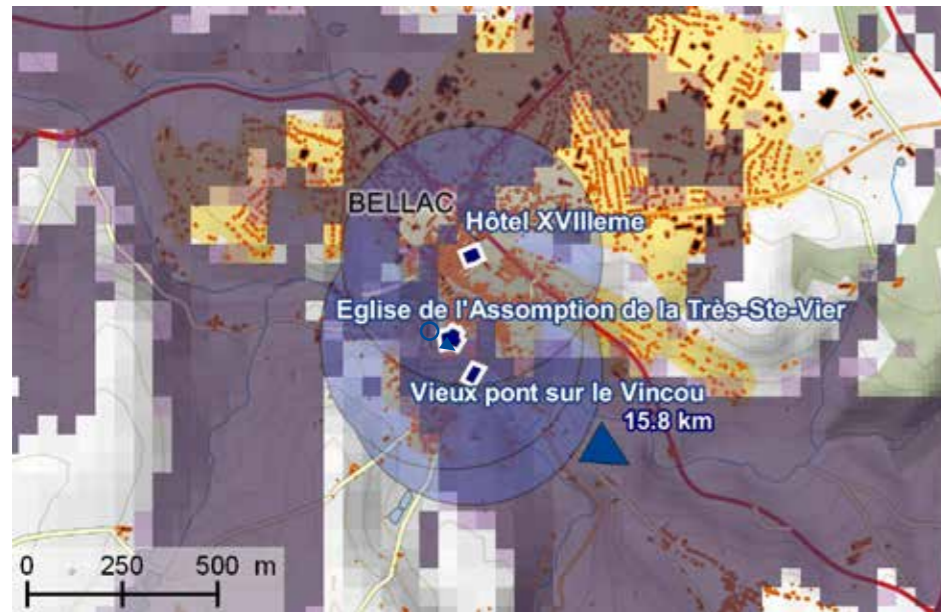 BELLAC
Hôtel XVIIIeme
Eglise de l'Assomption de la Très-Ste-Vier
Vieux pont sur le Vincou
15.8 km
0 250 500 m